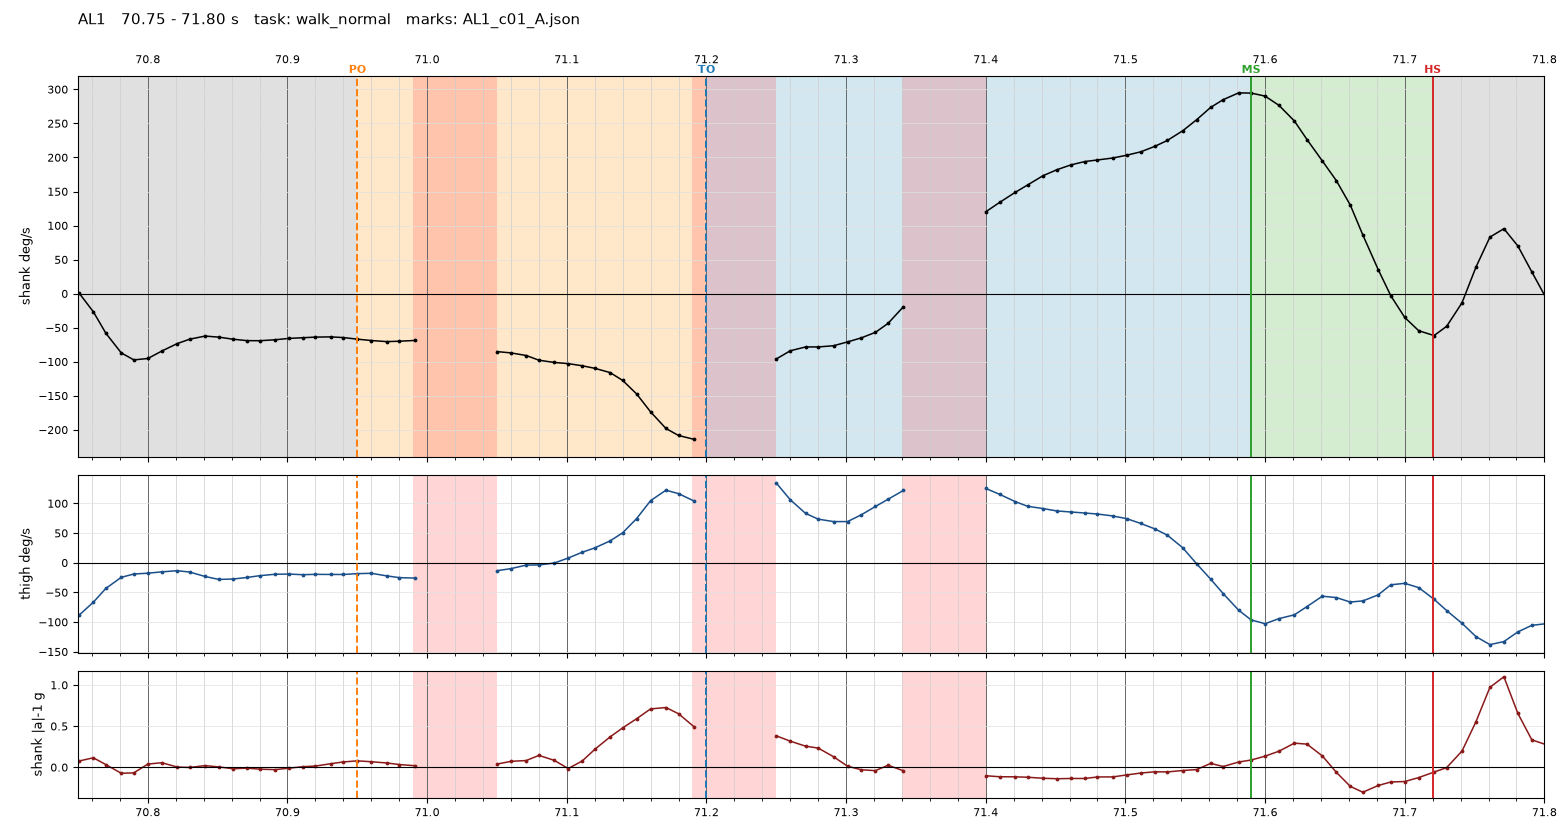 AL1   70.75 - 71.80 s   task: walk_normal   marks: AL1_c01_A.json
70.8 70.9 71.0 71.1 71.2 71.3 71.4 71.5 71.6 71.7 71.8
PO TO MS HS
shank deg/s
300
250
200
150
100
50
0
−50
−100
−150
−200
thigh deg/s
100
50
0
−50
−100
−150
shank |a|-1 g
1.0
0.5
0.0
70.8 70.9 71.0 71.1 71.2 71.3 71.4 71.5 71.6 71.7 71.8